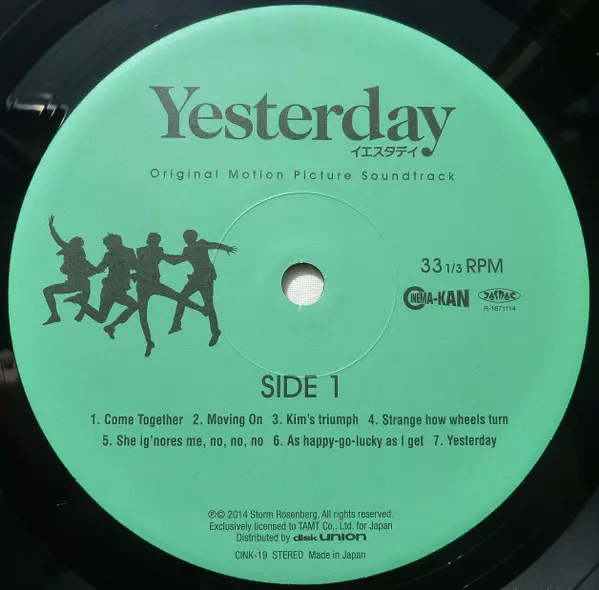 Yesterday
イエスタデイ
Original Motion Picture Soundtrack
33 1/3 RPM
CINEMA-KAN JASRAC
R-1671114
SIDE 1
1. Come Together 2. Moving On 3. Kim's triumph 4. Strange how wheels turn
5. She ig'nores me, no, no, no 6. As happy-go-lucky as I get 7. Yesterday
℗© 2014 Storm Rosenberg. All rights reserved.
Exclusively licensed to TAMT Co., Ltd. for Japan
Distributed by disk union
CINK-19 STEREO Made in Japan